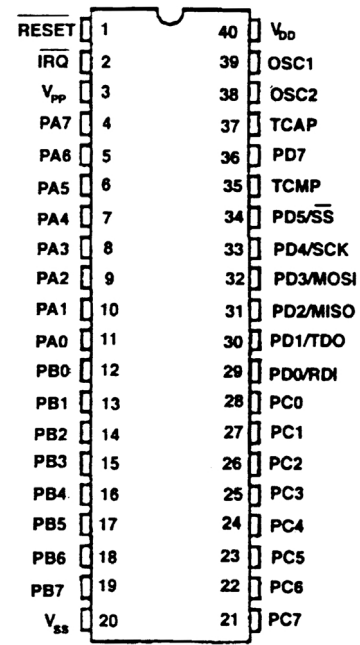 RESET 1 40 VDD
IRQ 2 39 OSC1
VPP 3 38 OSC2
PA7 4 37 TCAP
PA6 5 36 PD7
PA5 6 35 TCMP
PA4 7 34 PD5/SS
PA3 8 33 PD4/SCK
PA2 9 32 PD3/MOSI
PA1 10 31 PD2/MISO
PA0 11 30 PD1/TDO
PB0 12 29 PD0/RDI
PB1 13 28 PC0
PB2 14 27 PC1
PB3 15 26 PC2
PB4 16 25 PC3
PB5 17 24 PC4
PB6 18 23 PC5
PB7 19 22 PC6
Vss 20 21 PC7